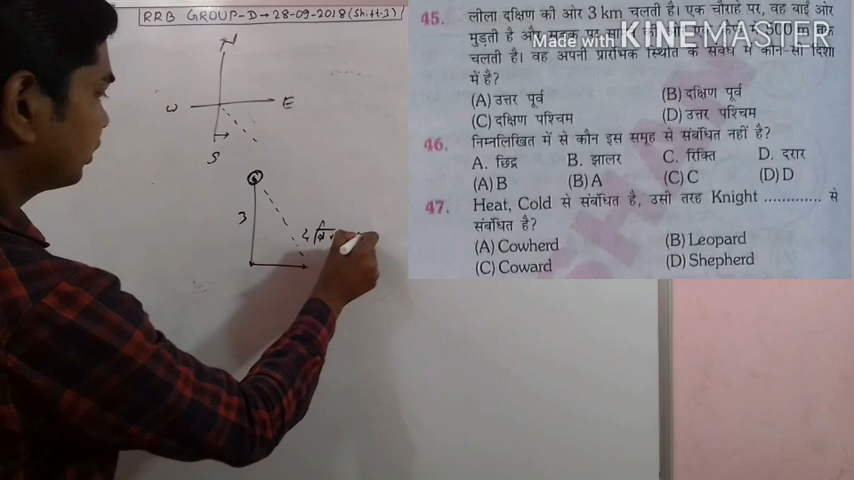 RRB GROUP-D → 28-09-2018 (Shift-3)
N
W E
S
3
45. लीला दक्षिण की ओर 3 km चलती है। एक चौराहे पर, वह बाईं ओर
मुड़ती है और
Made with KINEMASTER
चलती है। वह अपनी प्रारंभिक स्थिति के संबंध में कौन-सी दिशा
में है?
(A) उत्तर पूर्व (B) दक्षिण पूर्व
(C) दक्षिण पश्चिम (D) उत्तर पश्चिम
46. निम्नलिखित में से कौन इस समूह से संबंधित नहीं है?
A. छिद्र B. झालर C. रिक्ति D. दरार
(A) B (B) A (C) C (D) D
47. Heat, Cold से संबंधित है, उसी तरह Knight ............. से
संबंधित है?
(A) Cowherd (B) Leopard
(C) Coward (D) Shepherd